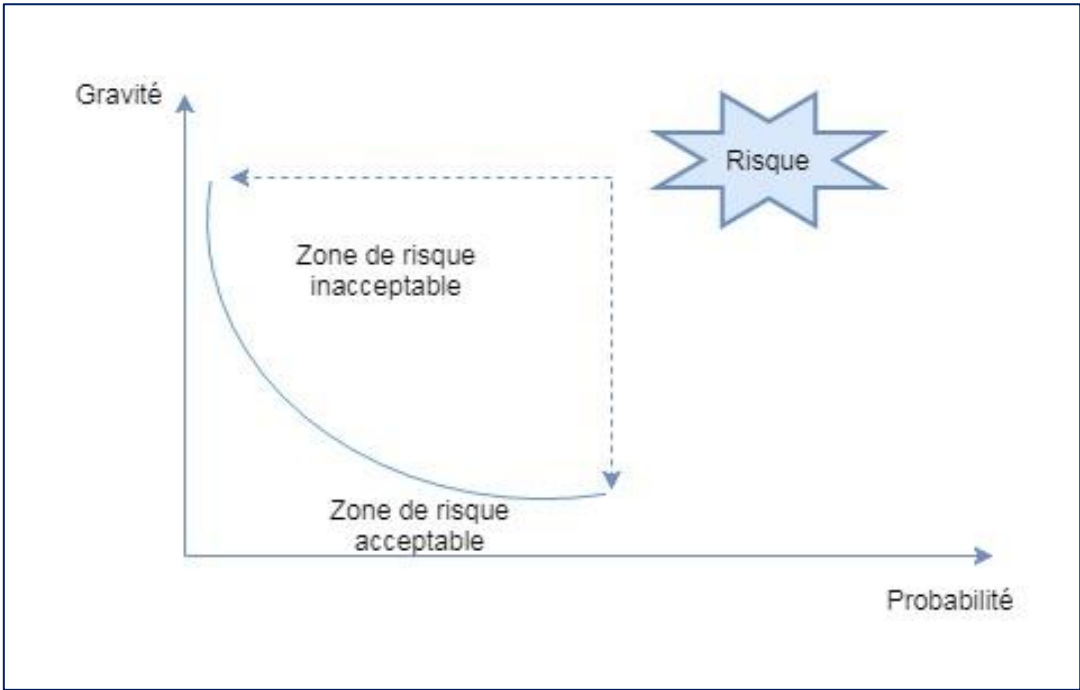 Gravité
Risque
Zone de risque
inacceptable
Zone de risque
acceptable
Probabilité